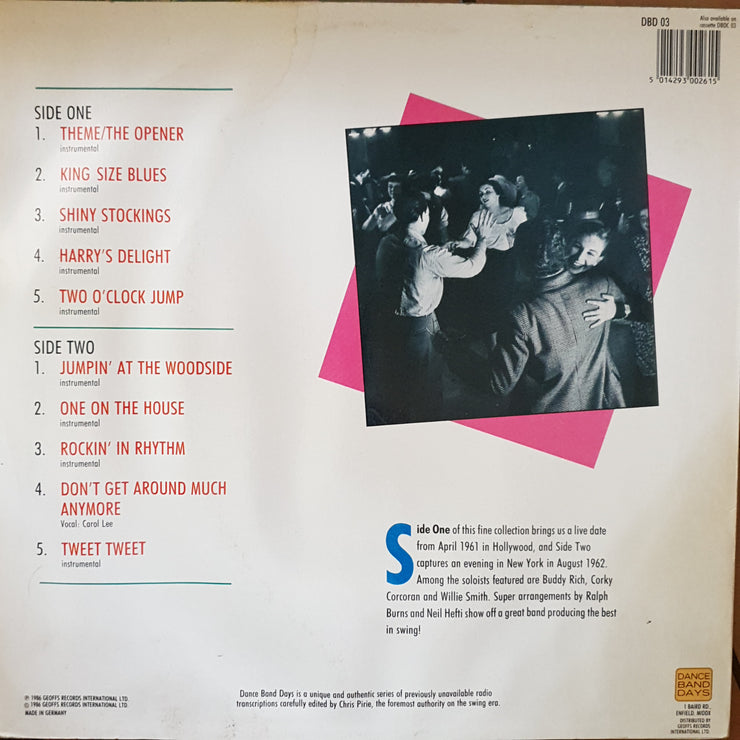 DBD 03
Also available on
cassette DBDC 03
5 014293 002615
SIDE ONE
1. THEME/THE OPENER
instrumental
2. KING SIZE BLUES
instrumental
3. SHINY STOCKINGS
instrumental
4. HARRY'S DELIGHT
instrumental
5. TWO O'CLOCK JUMP
instrumental
SIDE TWO
1. JUMPIN' AT THE WOODSIDE
instrumental
2. ONE ON THE HOUSE
instrumental
3. ROCKIN' IN RHYTHM
instrumental
4. DON'T GET AROUND MUCH
ANYMORE
Vocal: Carol Lee
5. TWEET TWEET
instrumental
Side One of this fine collection brings us a live date
from April 1961 in Hollywood, and Side Two
captures an evening in New York in August 1962.
Among the soloists featured are Buddy Rich, Corky
Corcoran and Willie Smith. Super arrangements by Ralph
Burns and Neil Hefti show off a great band producing the best
in swing!
℗ 1986 GEOFFS RECORDS INTERNATIONAL LTD.
© 1986 GEOFFS RECORDS INTERNATIONAL LTD.
MADE IN GERMANY
Dance Band Days is a unique and authentic series of previously unavailable radio
transcriptions carefully edited by Chris Pirie, the foremost authority on the swing era.
DANCE
BAND
DAYS
1 BAIRD RD.,
ENFIELD. MIDDX
DISTRIBUTED BY
GEOFFS RECORDS
INTERNATIONAL LTD.